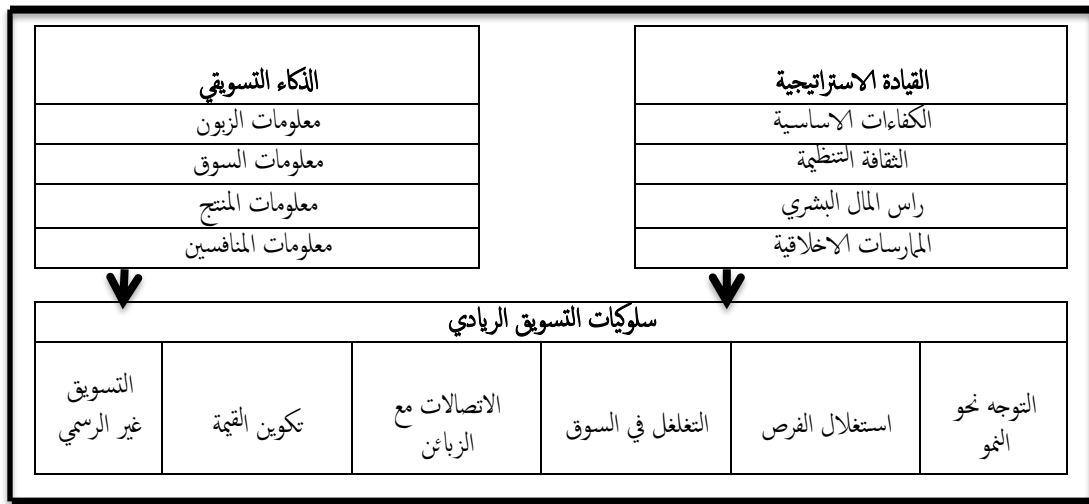 القيادة الاستراتيجية
الكفاءات الاساسية
الثقافة التنظيمة
راس المال البشري
الممارسات الاخلاقية
الذكاء التسويقي
معلومات الزبون
معلومات السوق
معلومات المنتج
معلومات المنافسين
سلوكيات التسويق الريادي
التوجه نحو
النمو
استغلال الفرص
التغلغل في السوق
الاتصالات مع
الزبائن
تكوين القيمة
التسويق
غير الرسمي